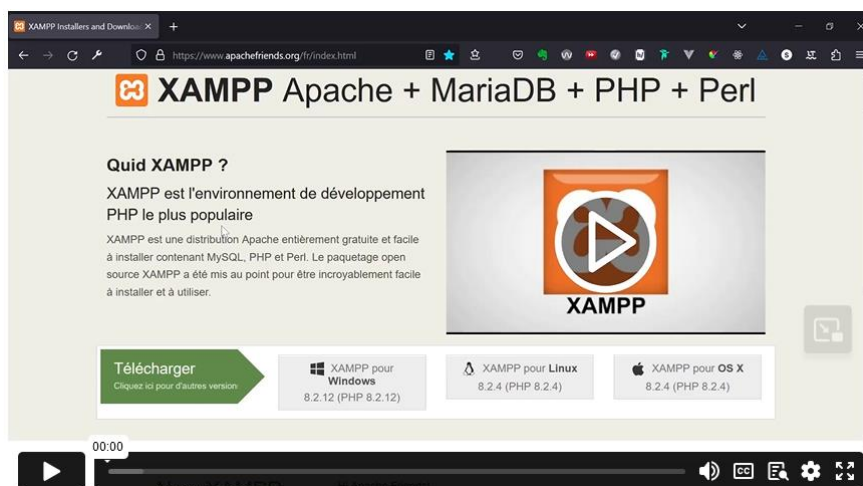 XAMPP Installers and Downloa
https://www.apachefriends.org/fr/index.html
XAMPP Apache + MariaDB + PHP + Perl
Quid XAMPP ?
XAMPP est l'environnement de développement
PHP le plus populaire
XAMPP est une distribution Apache entièrement gratuite et facile
à installer contenant MySQL, PHP et Perl. Le paquetage open
source XAMPP a été mis au point pour être incroyablement facile
à installer et à utiliser.
XAMPP
Télécharger
Cliquez ici pour d'autres version
XAMPP pour
Windows
8.2.12 (PHP 8.2.12)
XAMPP pour Linux
8.2.4 (PHP 8.2.4)
XAMPP pour OS X
8.2.4 (PHP 8.2.4)
00:00
CC